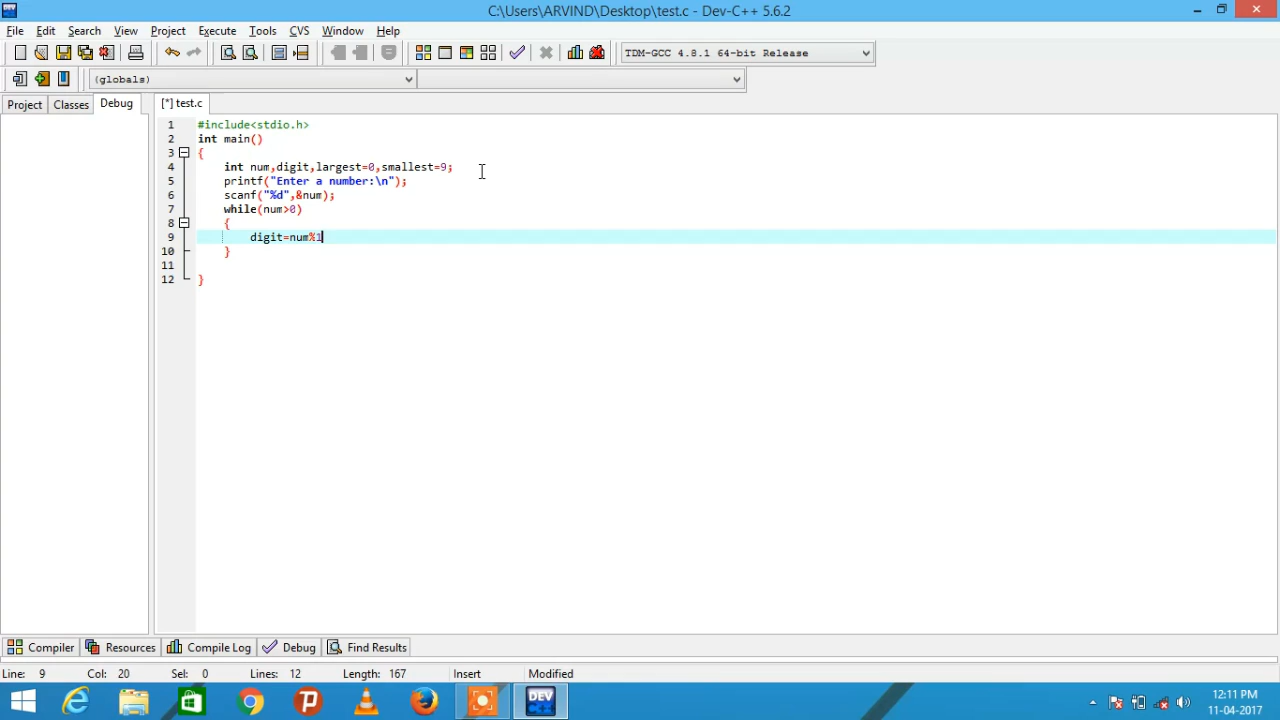 C:\Users\ARVIND\Desktop\test.c - Dev-C++ 5.6.2
File Edit Search View Project Execute Tools CVS Window Help
TDM-GCC 4.8.1 64-bit Release
(globals)
Project Classes Debug [*] test.c
1 #include<stdio.h>
2 int main()
3 {
4 int num,digit,largest=0,smallest=9;
5 printf("Enter a number:\n");
6 scanf("%d",&num);
7 while(num>0)
8 {
9 digit=num%1
10 }
11
12 }
Compiler Resources Compile Log Debug Find Results
Line: 9 Col: 20 Sel: 0 Lines: 12 Length: 167 Insert Modified
DEV C++
12:11 PM
11-04-2017